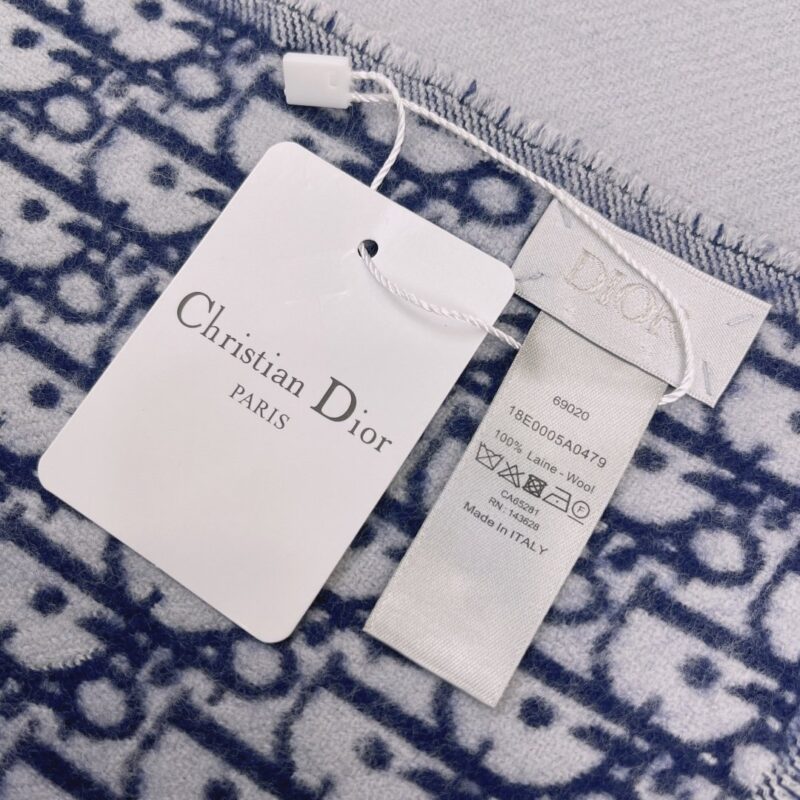 Christian Dior
PARIS
DIOR
69020
18E0005A0479
100% Laine - Wool
F
CA65281
RN : 143628
Made In ITALY